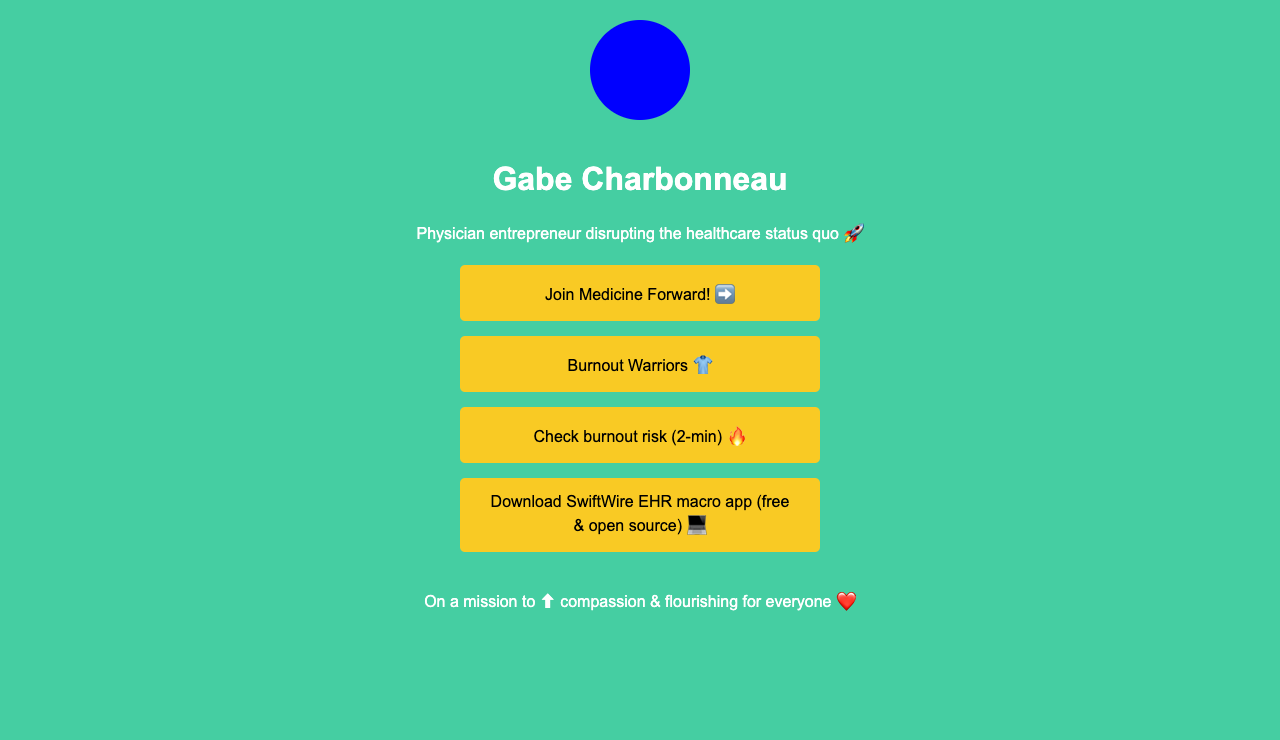 Gabe Charbonneau
Physician entrepreneur disrupting the healthcare status quo 🚀
Join Medicine Forward! ➡️
Burnout Warriors 👕
Check burnout risk (2-min) 🔥
Download SwiftWire EHR macro app (free
& open source) 💻
On a mission to ⬆ compassion & flourishing for everyone ❤️